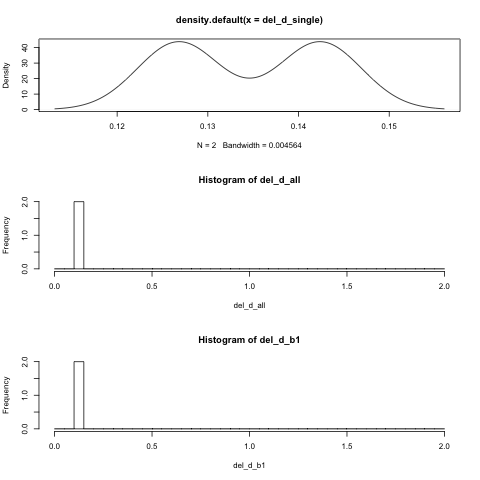 density.default(x = del_d_single)
Density
0 10 20 30 40
0.12 0.13 0.14 0.15
N = 2 Bandwidth = 0.004564
Histogram of del_d_all
Frequency
0.0 1.0 2.0
0.0 0.5 1.0 1.5 2.0
del_d_all
Histogram of del_d_b1
Frequency
0.0 1.0 2.0
0.0 0.5 1.0 1.5 2.0
del_d_b1